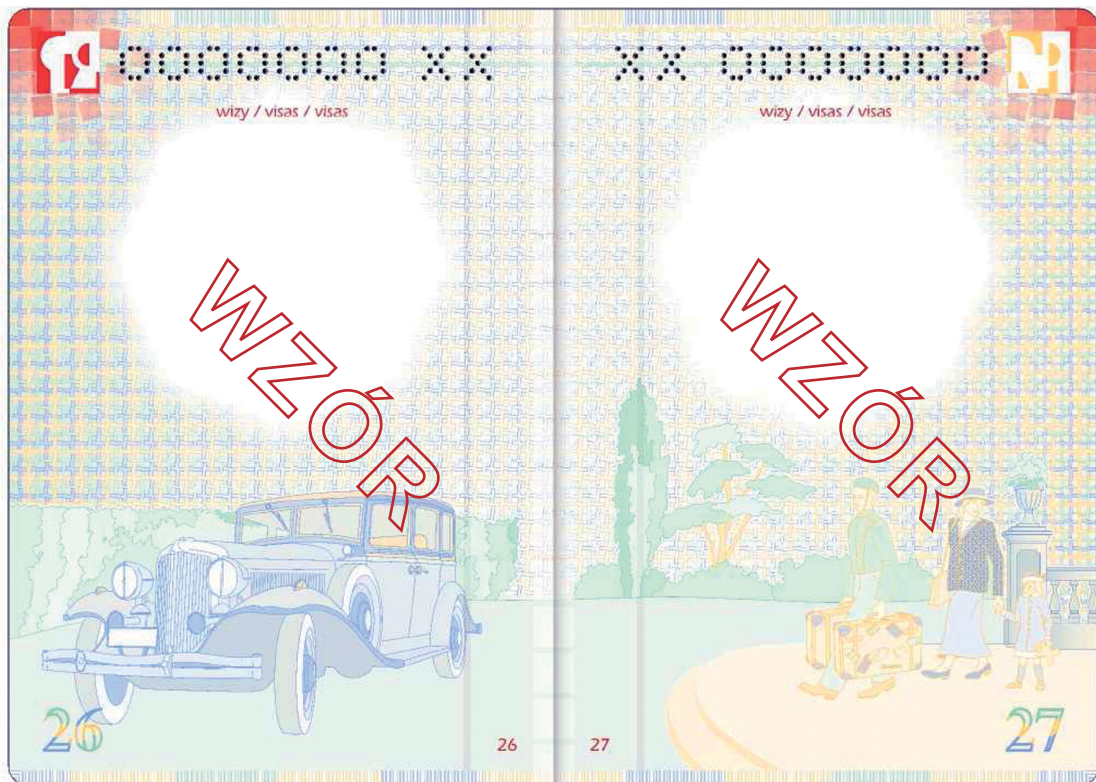 0000000 XX
wizy / visas / visas
WZÓR
26
26
XX 0000000
wizy / visas / visas
WZÓR
27
27